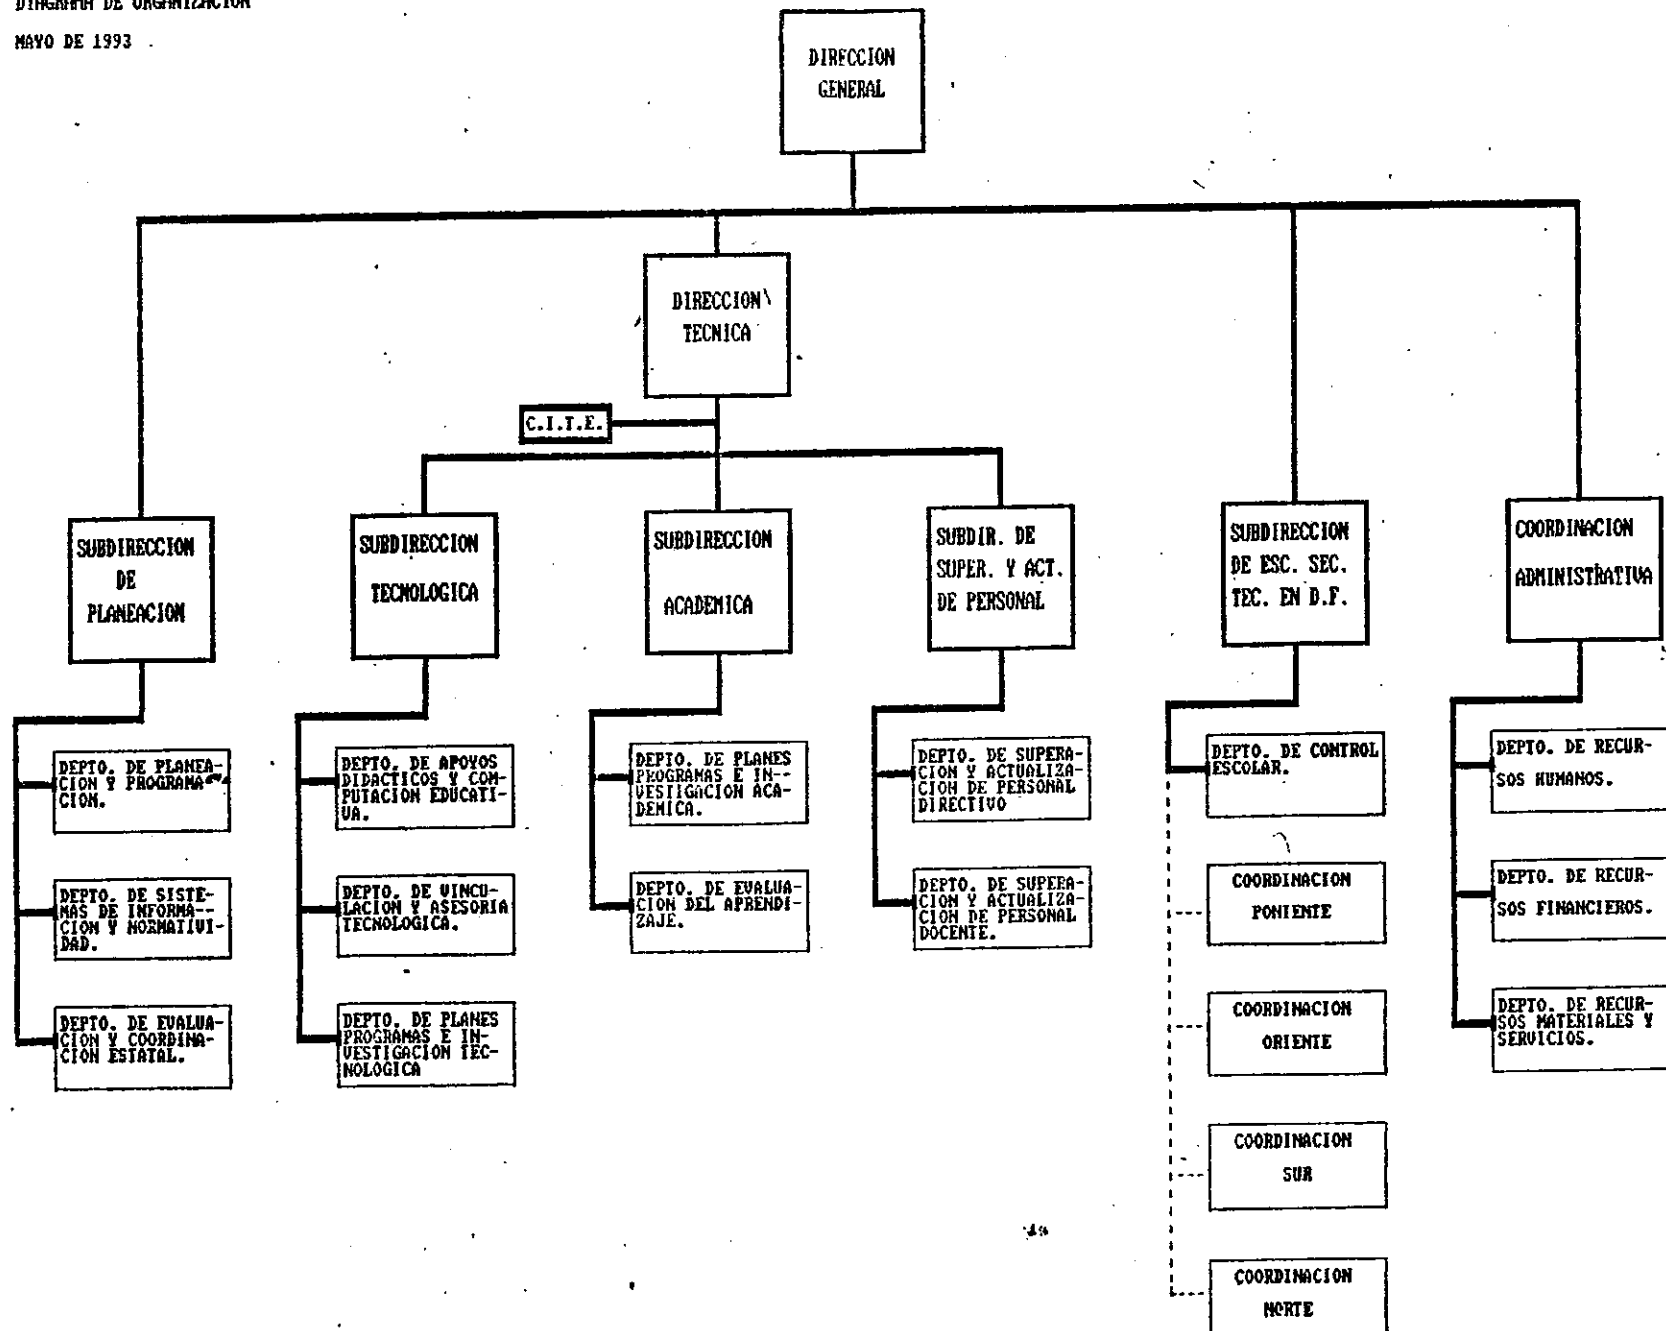 DIAGRAMA DE ORGANIZACION
MAYO DE 1993
DIRECCION
GENERAL
DIRECCION
TECNICA
C.I.T.E.
SUBDIRECCION
DE
PLANEACION
SUBDIRECCION
TECNOLOGICA
SUBDIRECCION
ACADEMICA
SUBDIR. DE
SUPER. Y ACT.
DE PERSONAL
SUBDIRECCION
DE ESC. SEC.
TEC. EN D.F.
COORDINACION
ADMINISTRATIVA
DEPTO. DE PLANEA-
CION Y PROGRAMA-
CION.
DEPTO. DE SISTE-
MAS DE INFORMA--
CION Y NORMATIVI-
DAD.
DEPTO. DE EVALUA-
CION Y COORDINA-
CION ESTATAL.
DEPTO. DE APOYOS
DIDACTICOS Y COM-
PUTACION EDUCATI-
VA.
DEPTO. DE VINCU-
LACION Y ASESORIA
TECNOLOGICA.
DEPTO. DE PLANES
PROGRAMAS E IN-
VESTIGACION TEC-
NOLOGICA
DEPTO. DE PLANES
PROGRAMAS E IN--
VESTIGACION ACA-
DEMICA.
DEPTO. DE EVALUA-
CION DEL APRENDI-
ZAJE.
DEPTO. DE SUPERA-
CION Y ACTUALIZA-
CION DE PERSONAL
DIRECTIVO
DEPTO. DE SUPERA-
CION Y ACTUALIZA-
CION DE PERSONAL
DOCENTE.
DEPTO. DE CONTROL
ESCOLAR.
COORDINACION
PONIENTE
COORDINACION
ORIENTE
COORDINACION
SUR
COORDINACION
NORTE
DEPTO. DE RECUR-
SOS HUMANOS.
DEPTO. DE RECUR-
SOS FINANCIEROS.
DEPTO. DE RECUR-
SOS MATERIALES Y
SERVICIOS.